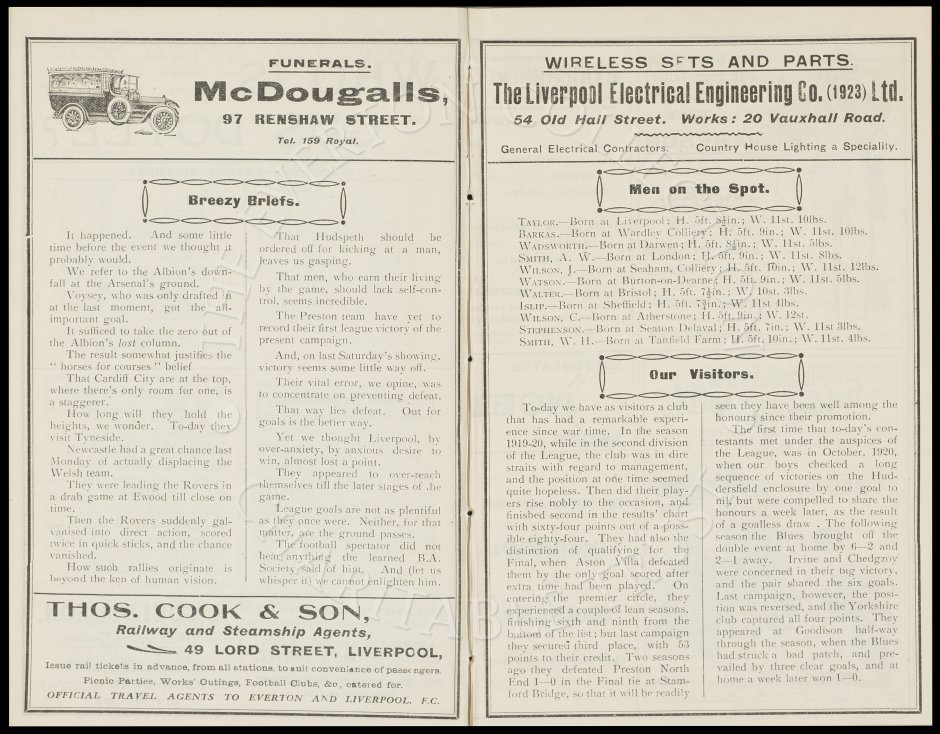 FUNERALS.
McDougalls,
97 RENSHAW STREET.
Tel. 159 Royal.
Breezy Briefs.
It happened. And some little
time before the event we thought it
probably would.
We refer to the Albion's down-
fall at the Arsenal's ground.
Voysey, who was only drafted in
at the last moment, got the all-
important goal.
It sufficed to take the zero out of
the Albion's lost column.
The result somewhat justifies the
" horses for courses " belief
That Cardiff City are at the top,
where there's only room for one, is
a staggerer.
How long will they hold the
heights, we wonder. To-day they
visit Tyneside.
Newcastle had a great chance last
Monday of actually displacing the
Welsh team.
They were leading the Rovers in
a drab game at Ewood till close on
time.
Then the Rovers suddenly gal-
vanised into direct action, scored
twice in quick sticks, and the chance
vanished.
How such rallies originate is
beyond the ken of human vision.
That Hudspeth should be
ordered off for kicking at a man,
leaves us gasping.
That men, who earn their living
by the game, should lack self-con-
trol, seems incredible.
The Preston team have yet to
record their first league victory of the
present campaign.
And, on last Saturday's showing,
victory seems some little way off.
Their vital error, we opine, was
to concentrate on preventing defeat.
That way lies defeat. Out for
goals is the better way.
Yet we thought Liverpool, by
over-anxiety, by anxious desire to
win, almost lost a point.
They appeared to over-reach
themselves till the later stages of the
game.
League goals are not as plentiful
as they once were. Neither, for that
matter, are the ground passes.
The football spectator did not
hear anything the learned B.A.
Society said of him. And (let us
whisper it) we cannot enlighten him.
THOS. COOK & SON,
Railway and Steamship Agents,
49 LORD STREET, LIVERPOOL,
Issue rail tickets in advance, from all stations, to suit convenience of passengers.
Picnic Parties, Works' Outings, Football Clubs, &c, catered for.
OFFICIAL TRAVEL AGENTS TO EVERTON AND LIVERPOOL. F.C.
WIRELESS SETS AND PARTS.
The Liverpool Electrical Engineering Co. (1923) Ltd.
54 Old Hall Street. Works: 20 Vauxhall Road.
General Electrical Contractors. Country House Lighting a Speciality.
Men on the Spot.
TAYLOR.—Born at Liverpool; H. 5ft. 8½in.; W. 11st. 10lbs.
BARKAS.—Born at Wardley Colliery; H. 5ft. 9in.; W. 11st. 10lbs.
WADSWORTH.—Born at Darwen; H. 5ft. 8½in.; W. 11st. 5lbs.
SMITH, A. W.—Born at London; H. 5ft. 9in.; W. 11st. 8lbs.
WILSON, J.—Born at Seaham, Colliery; H. 5ft. 10in.; W. 11st. 12lbs.
WATSON.—Born at Burton-on-Dearne; H. 5ft. 9in.; W. 11st. 5lbs.
WALTER.—Born at Bristol; H. 5ft. 7½in.; W. 10st. 3lbs.
ISLIP.—Born at Sheffield; H. 5ft. 7½in.; W. 11st 4lbs.
WILSON, C.—Born at Atherstone; H. 5ft. 9in.; W. 12st.
STEPHENSON.—Born at Seaton Delaval; H. 5ft. 7in.; W. 11st 3lbs.
SMITH, W. H.—Born at Tanfield Farm; H. 5ft. 10in.; W. 11st. 4lbs.
Our Visitors.
To-day we have as visitors a club
that has had a remarkable experi-
ence since war time. In the season
1919-20, while in the second division
of the League, the club was in dire
straits with regard to management,
and the position at one time seemed
quite hopeless. Then did their play-
ers rise nobly to the occasion, and
finished second in the results' chart
with sixty-four points out of a poss-
ible eighty-four. They had also the
distinction of qualifying for the
Final, when Aston Villa defeated
them by the only goal scored after
extra time had been played. On
entering the premier circle, they
experienced a couple of lean seasons,
finishing sixth and ninth from the
bottom of the list; but last campaign
they secured third place, with 53
points to their credit. Two seasons
ago they defeated Preston North
End 1—0 in the Final tie at Stam-
ford Bridge, so that it will be readily
seen they have been well among the
honours since their promotion.
The first time that to-day's con-
testants met under the auspices of
the League, was in October, 1920,
when our boys checked a long
sequence of victories on the Hud-
dersfield enclosure by one goal to
nil, but were compelled to share the
honours a week later, as the result
of a goalless draw . The following
season the Blues brought off the
double event at home by 6—2 and
2—1 away. Irvine and Chedgzoy
were concerned in their big victory,
and the pair shared the six goals.
Last campaign, however, the posi-
tion was reversed, and the Yorkshire
club captured all four points. They
appeared at Goodison half-way
through the season, when the Blues
had struck a bad patch, and pre-
vailed by three clear goals, and at
home a week later won 1—0.